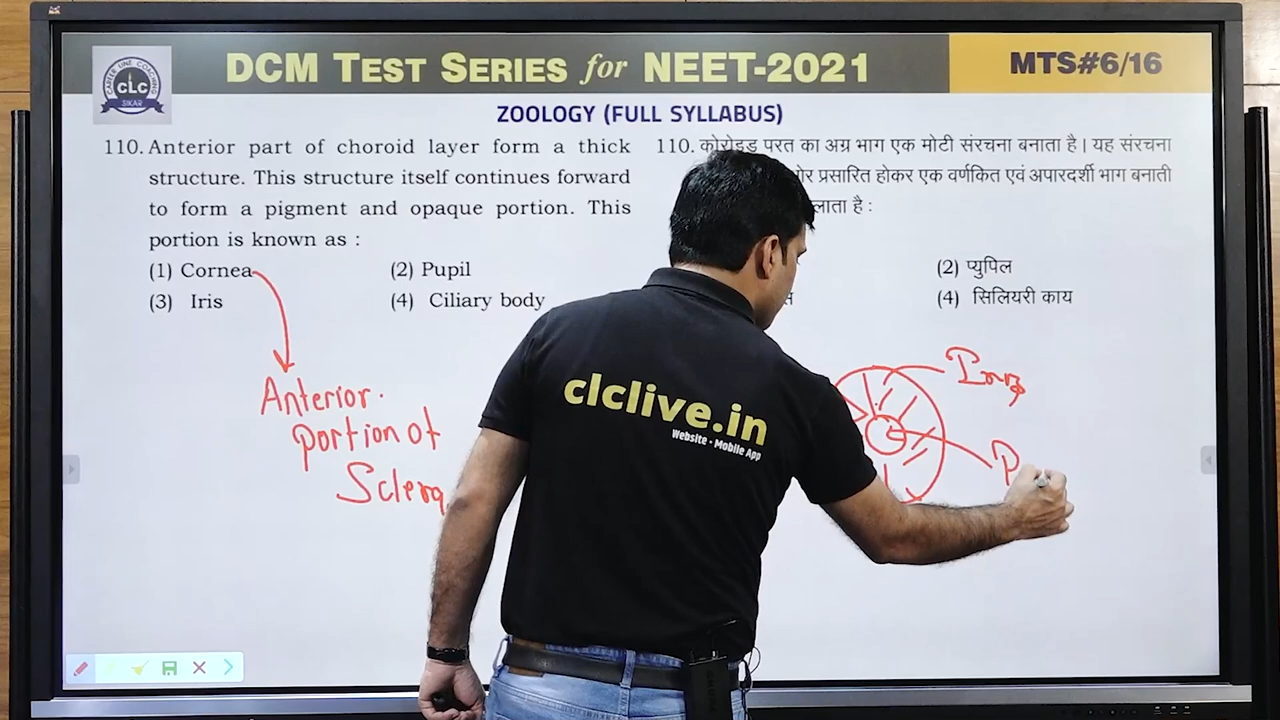 CAREER LINE COACHING
CLC
SIKAR
DCM TEST SERIES for NEET-2021
MTS#6/16
ZOOLOGY (FULL SYLLABUS)
110. Anterior part of choroid layer form a thick
structure. This structure itself continues forward
to form a pigment and opaque portion. This
portion is known as :
(1) Cornea
(2) Pupil
(3) Iris
(4) Ciliary body
110. कोरोइड परत का अग्र भाग एक मोटी संरचना बनाता है। यह संरचना
प्रसारित होकर एक वर्णकित एवं अपारदर्शी भाग बनाती
है :
(2) प्युपिल
(4) सिलियरी काय
Anterior.
portion of
Sclera
P
clclive.in
Website - Mobile App